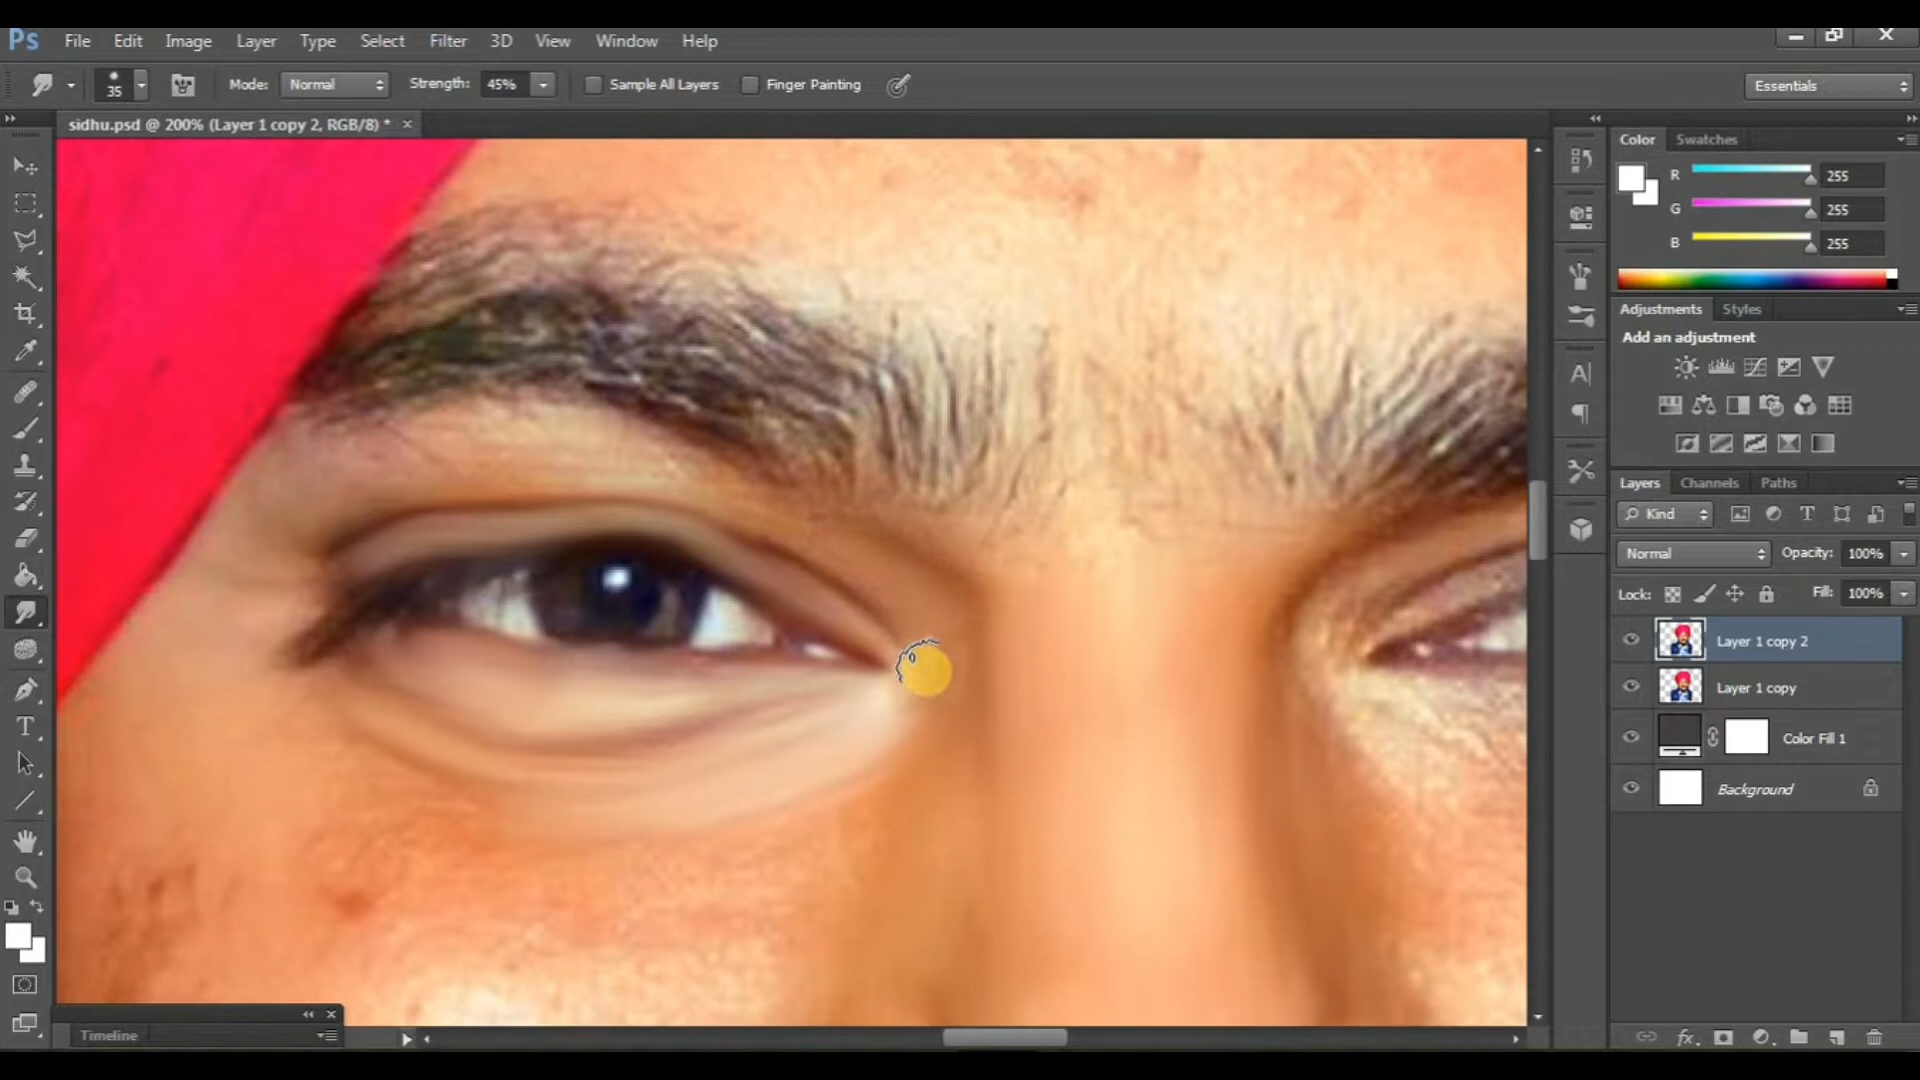 Ps File Edit Image Layer Type Select Filter 3D View Window Help
35 Mode: Normal Strength: 45% Sample All Layers Finger Painting Essentials
sidhu.psd @ 200% (Layer 1 copy 2, RGB/8) *
Color Swatches
R 255
G 255
B 255
Adjustments Styles
Add an adjustment
Layers Channels Paths
Kind
Normal Opacity: 100%
Lock: Fill: 100%
Layer 1 copy 2
Layer 1 copy
Color Fill 1
Background
fx
Timeline